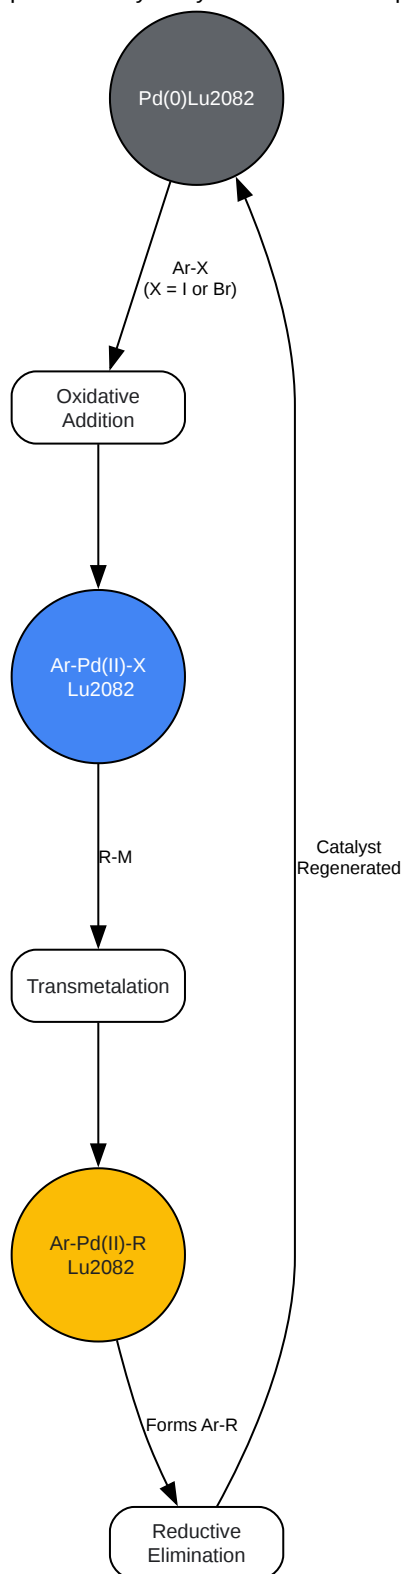 Pd(0)Lu2082
Ar-X
(X = I or Br)
Oxidative
Addition
Ar-Pd(II)-X
Lu2082
R-M
Catalyst
Regenerated
Transmetalation
Ar-Pd(II)-R
Lu2082
Forms Ar-R
Reductive
Elimination